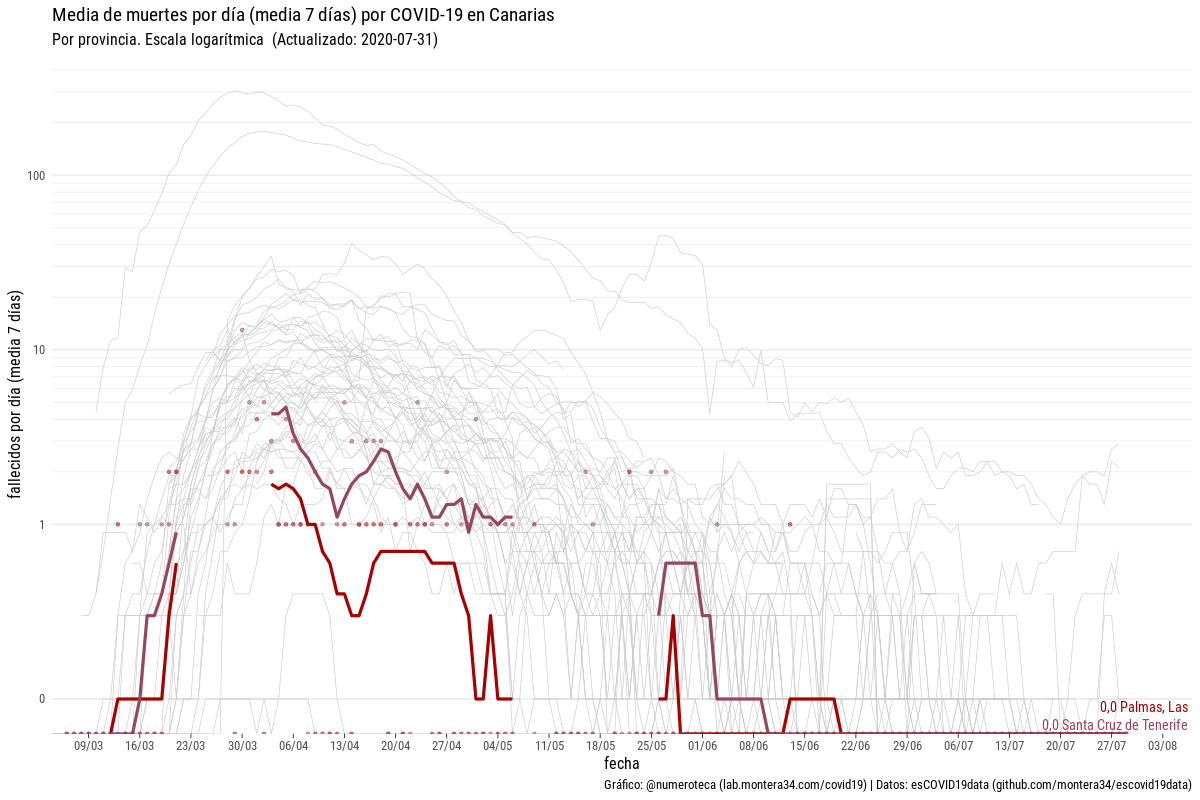 Media de muertes por día (media 7 días) por COVID-19 en Canarias
Por provincia. Escala logarítmica (Actualizado: 2020-07-31)
fallecidos por día (media 7 días)
100
10
1
0
0,0 Palmas, Las
0,0 Santa Cruz de Tenerife
09/03 16/03 23/03 30/03 06/04 13/04 20/04 27/04 04/05 11/05 18/05 25/05 01/06 08/06 15/06 22/06 29/06 06/07 13/07 20/07 27/07 03/08
fecha
Gráfico: @numeroteca (lab.montera34.com/covid19) | Datos: esCOVID19data (github.com/montera34/escovid19data)